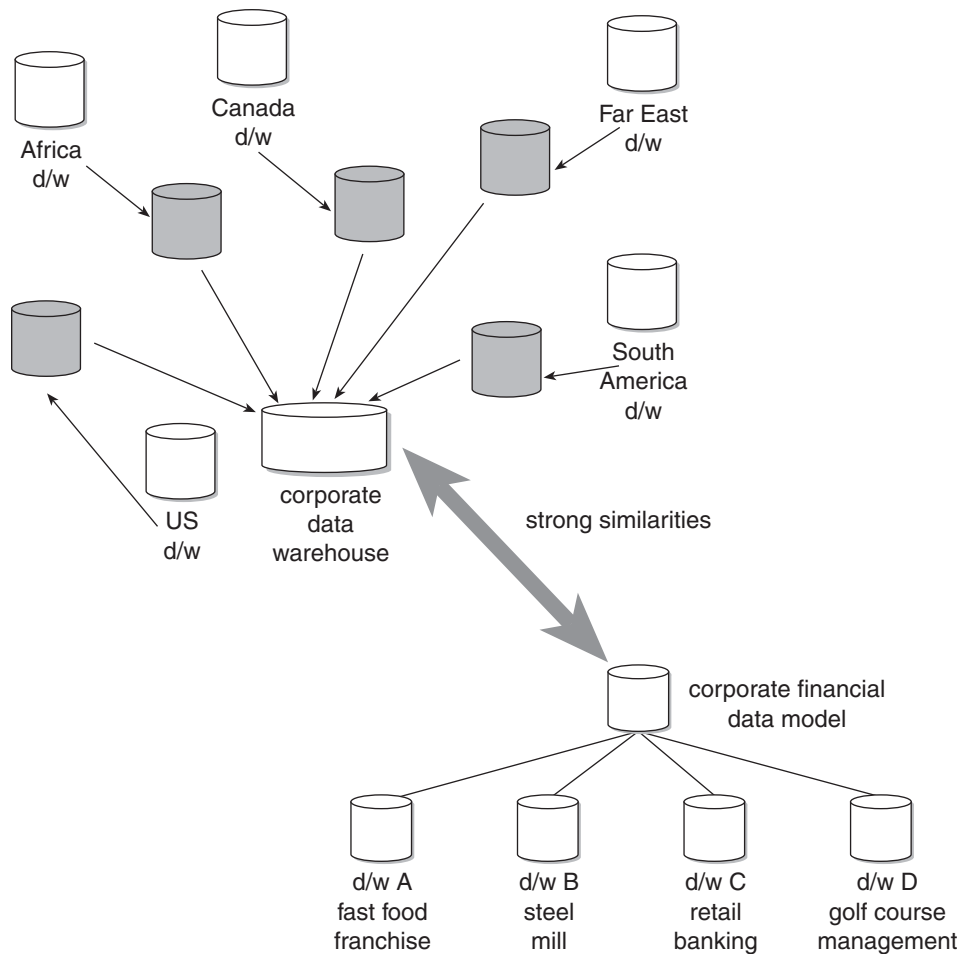 Africa
d/w
Canada
d/w
Far East
d/w
South
America
d/w
US
d/w
corporate
data
warehouse
strong similarities
corporate financial
data model
d/w A
fast food
franchise
d/w B
steel
mill
d/w C
retail
banking
d/w D
golf course
management